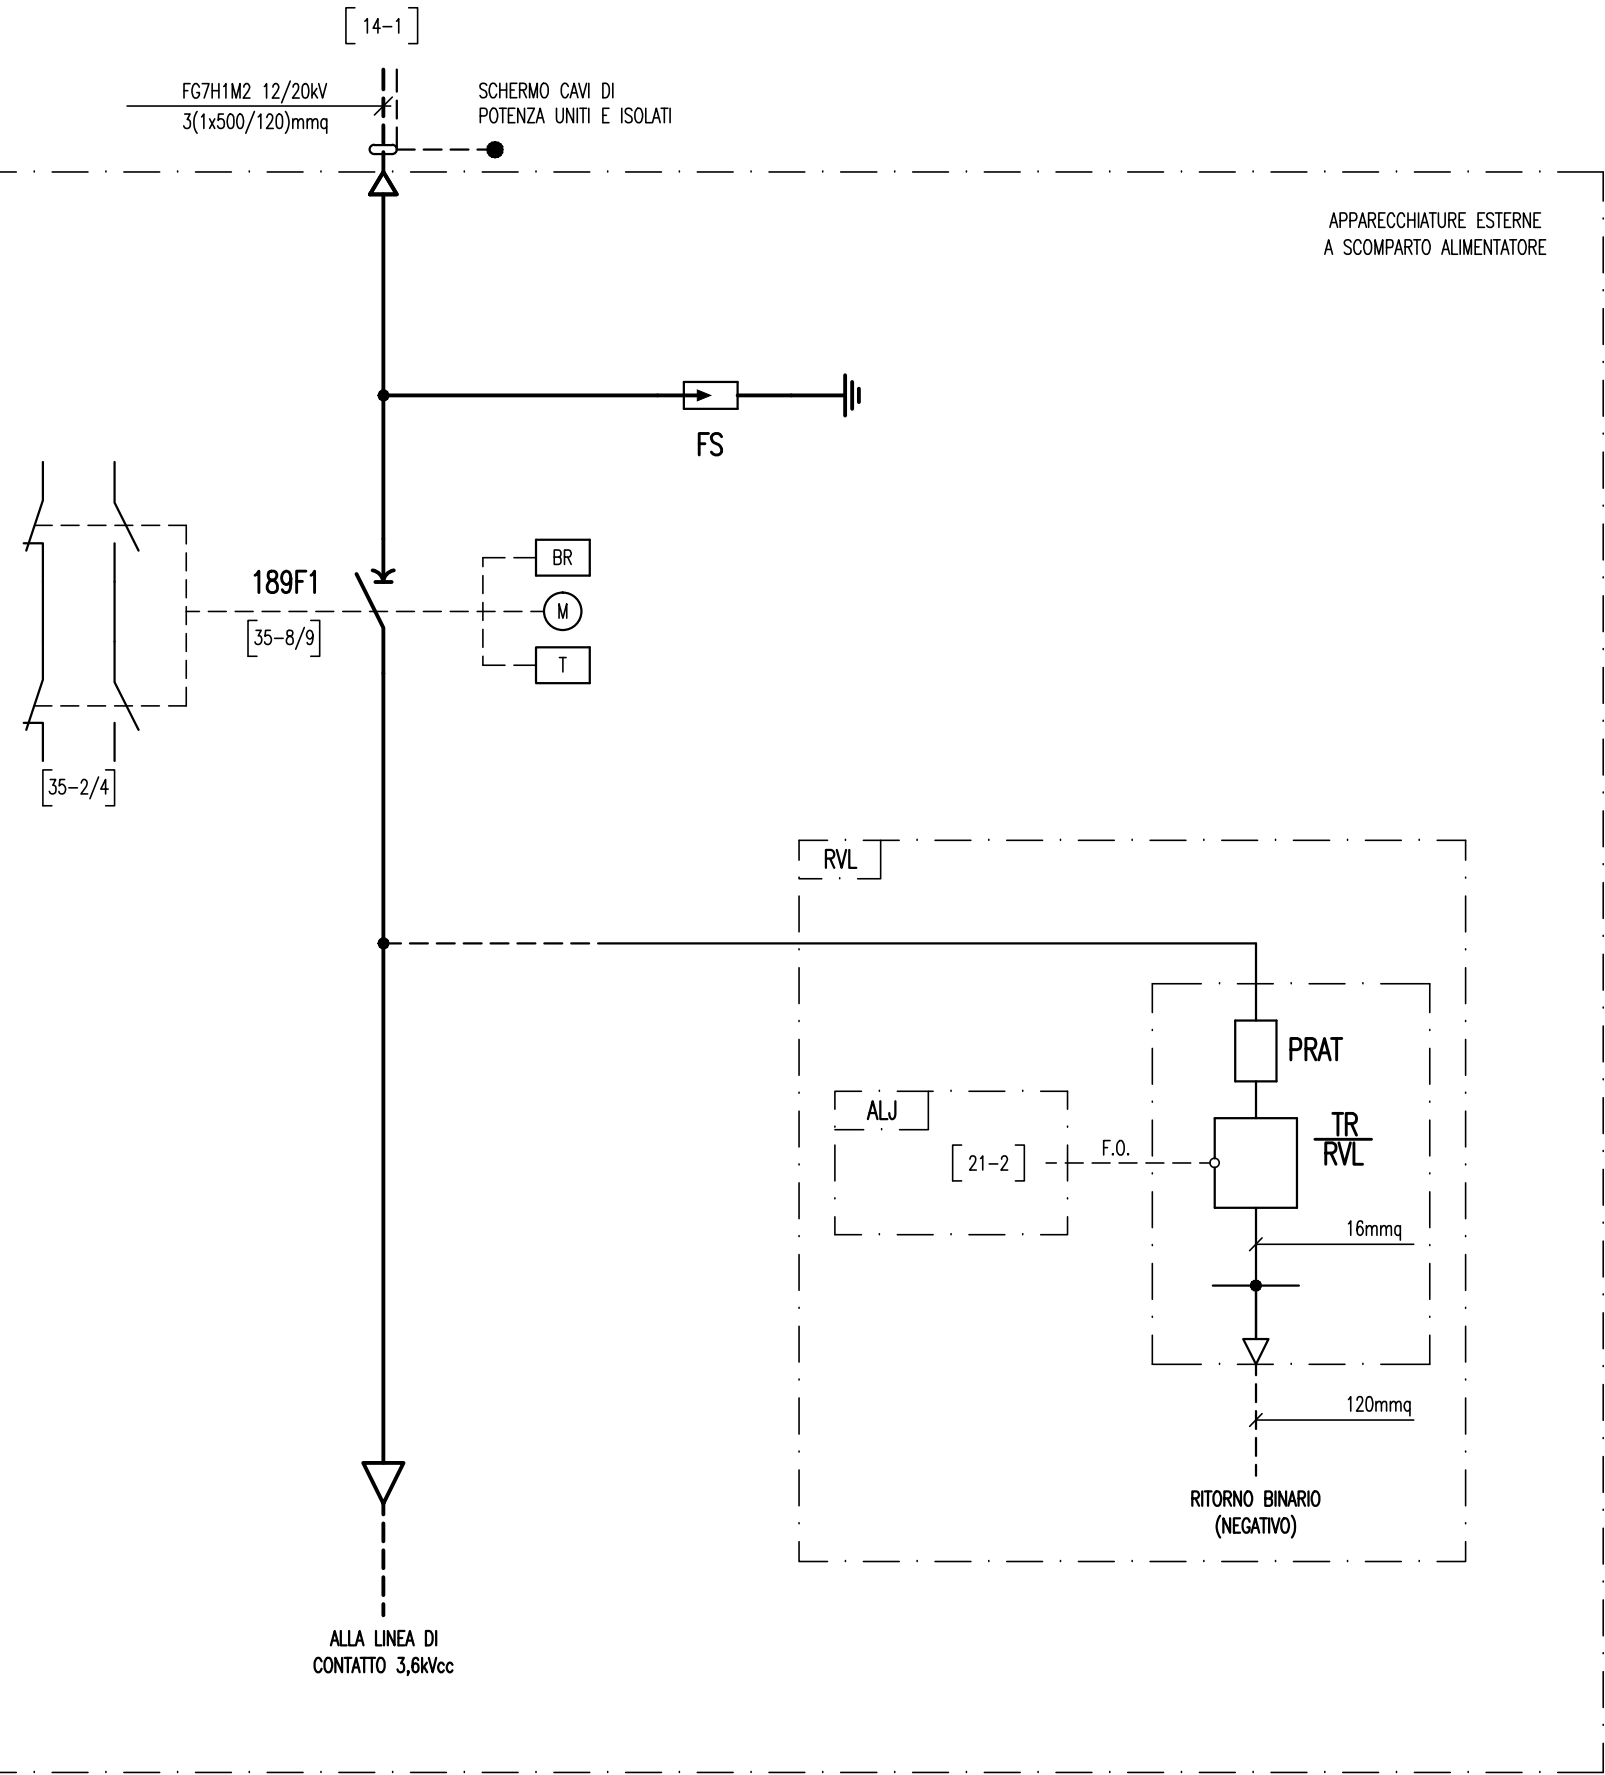 14-1
FG7H1M2 12/20kV
3(1x500/120)mmq
SCHERMO CAVI DI
POTENZA UNITI E ISOLATI
APPARECCHIATURE ESTERNE
A SCOMPARTO ALIMENTATORE
FS
BR
189F1
M
35-8/9
T
35-2/4
RVL
PRAT
ALJ
TR
RVL
F.O.
21-2
16mmq
120mmq
RITORNO BINARIO
(NEGATIVO)
ALLA LINEA DI
CONTATTO 3,6kVcc